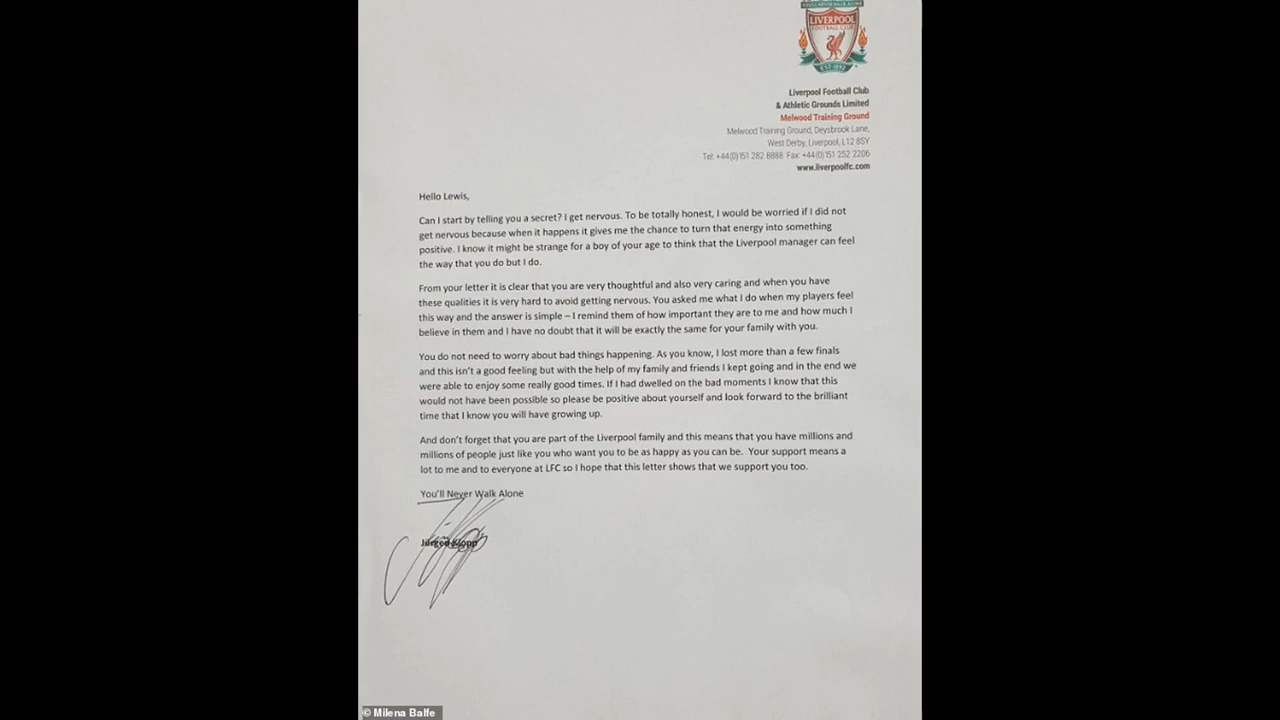 YOU'LL NEVER WALK ALONE
LIVERPOOL
FOOTBALL CLUB
EST·1892
Liverpool Football Club
& Athletic Grounds Limited
Melwood Training Ground
Melwood Training Ground, Deysbrook Lane,
West Derby, Liverpool, L12 8SY
Tel: +44(0)151 282 8888 Fax: +44(0)151 252 2206
www.liverpoolfc.com
Hello Lewis,
Can I start by telling you a secret? I get nervous. To be totally honest, I would be worried if I did not
get nervous because when it happens it gives me the chance to turn that energy into something
positive. I know it might be strange for a boy of your age to think that the Liverpool manager can feel
the way that you do but I do.
From your letter it is clear that you are very thoughtful and also very caring and when you have
these qualities it is very hard to avoid getting nervous. You asked me what I do when my players feel
this way and the answer is simple – I remind them of how important they are to me and how much I
believe in them and I have no doubt that it will be exactly the same for your family with you.
You do not need to worry about bad things happening. As you know, I lost more than a few finals
and this isn't a good feeling but with the help of my family and friends I kept going and in the end we
were able to enjoy some really good times. If I had dwelled on the bad moments I know that this
would not have been possible so please be positive about yourself and look forward to the brilliant
time that I know you will have growing up.
And don't forget that you are part of the Liverpool family and this means that you have millions and
millions of people just like you who want you to be as happy as you can be. Your support means a
lot to me and to everyone at LFC so I hope that this letter shows that we support you too.
You'll Never Walk Alone
Jürgen Klopp
© Milena Balfe